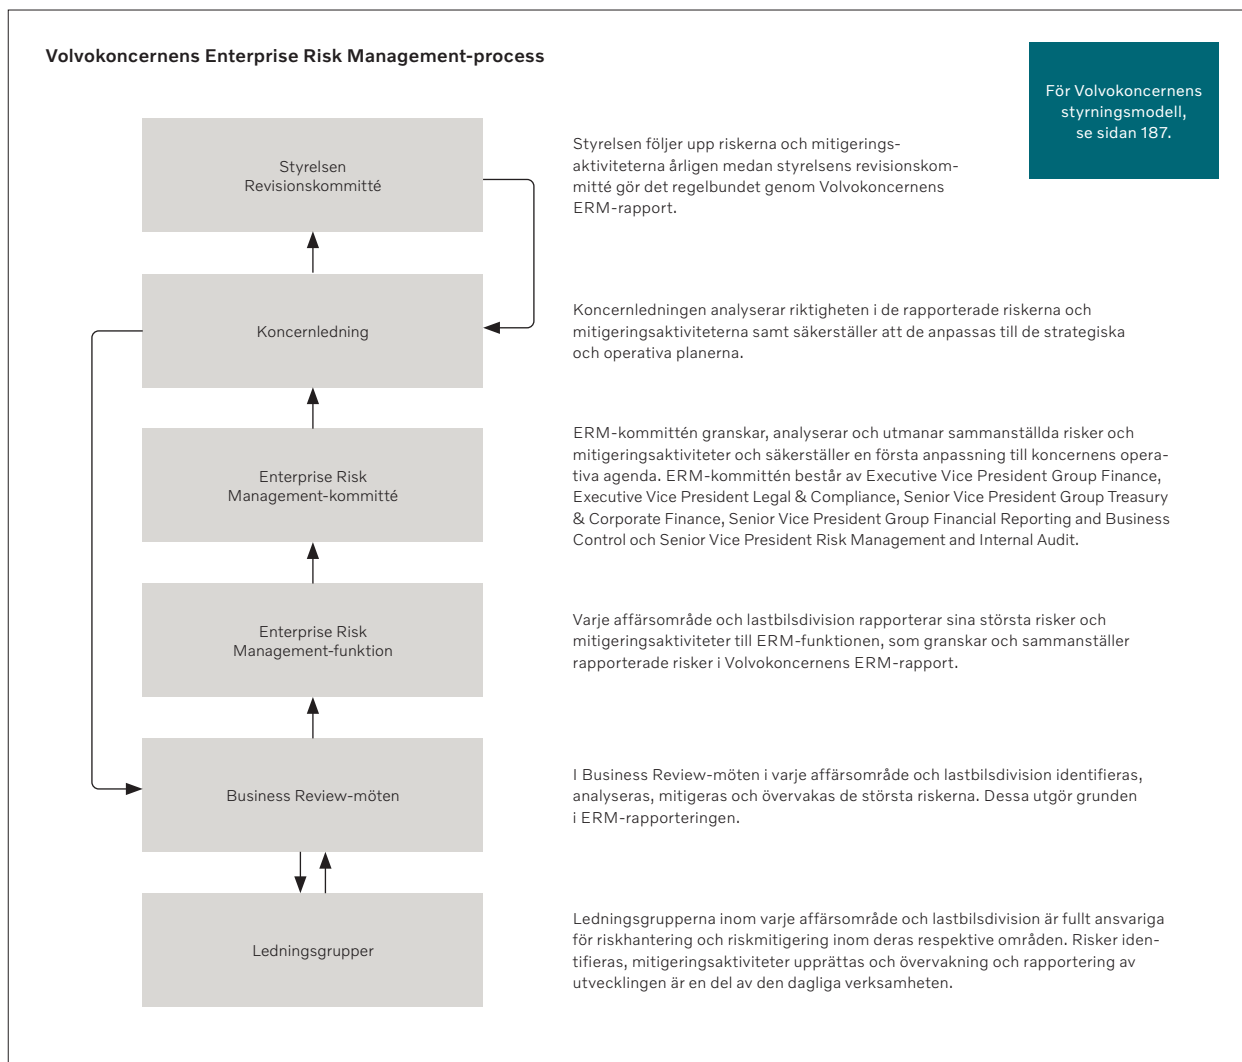 Volvokoncernens Enterprise Risk Management-process
För Volvokoncernens
styrningsmodell,
se sidan 187.
Styrelsen
Revisionskommitté
Styrelsen följer upp riskerna och mitigerings-
aktiviteterna årligen medan styrelsens revisionskom-
mitté gör det regelbundet genom Volvokoncernens
ERM-rapport.
Koncernledning
Koncernledningen analyserar riktigheten i de rapporterade riskerna och
mitigeringsaktiviteterna samt säkerställer att de anpassas till de strategiska
och operativa planerna.
Enterprise Risk
Management-kommitté
ERM-kommittén granskar, analyserar och utmanar sammanställda risker och
mitigeringsaktiviteter och säkerställer en första anpassning till koncernens opera-
tiva agenda. ERM-kommittén består av Executive Vice President Group Finance,
Executive Vice President Legal & Compliance, Senior Vice President Group Treasury
& Corporate Finance, Senior Vice President Group Financial Reporting and Business
Control och Senior Vice President Risk Management and Internal Audit.
Enterprise Risk
Management-funktion
Varje affärsområde och lastbilsdivision rapporterar sina största risker och
mitigeringsaktiviteter till ERM-funktionen, som granskar och sammanställer
rapporterade risker i Volvokoncernens ERM-rapport.
Business Review-möten
I Business Review-möten i varje affärsområde och lastbilsdivision identifieras,
analyseras, mitigeras och övervakas de största riskerna. Dessa utgör grunden
i ERM-rapporteringen.
Ledningsgrupper
Ledningsgrupperna inom varje affärsområde och lastbilsdivision är fullt ansvariga
för riskhantering och riskmitigering inom deras respektive områden. Risker iden-
tifieras, mitigeringsaktiviteter upprättas och övervakning och rapportering av
utvecklingen är en del av den dagliga verksamheten.